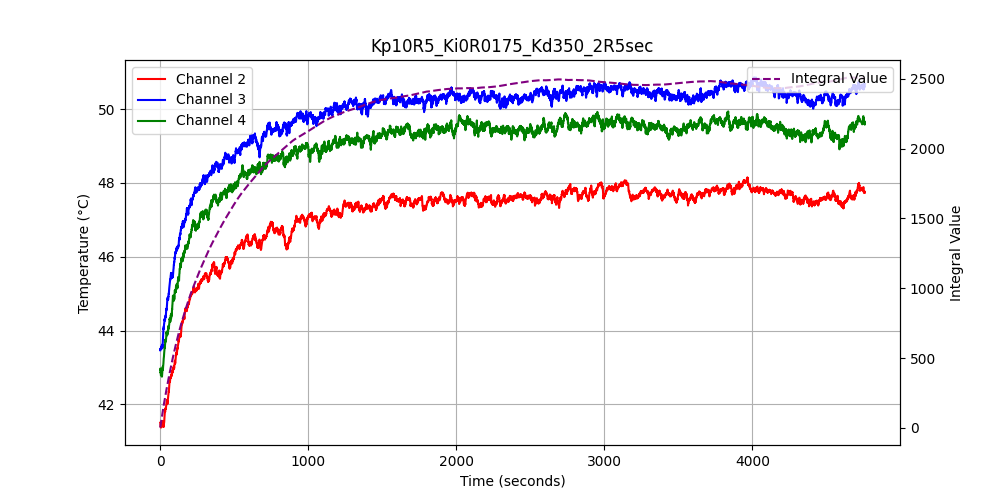 Kp10R5_Ki0R0175_Kd350_2R5sec
Channel 2
Channel 3
Channel 4
Integral Value
50
48
46
44
42
Temperature (°C)
2500
2000
1500
1000
500
0
Integral Value
0
1000
2000
3000
4000
Time (seconds)